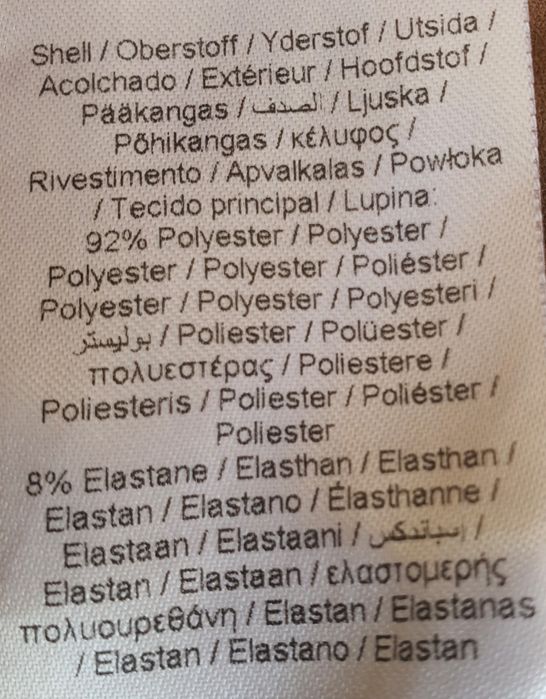 Shell / Oberstoff / Yderstof / Utsida /
Acolchado / Extérieur / Hoofdstof /
Pääkangas / الصدف / Ljuska /
Põhikangas / κέλυφος /
Rivestimento / Apvalkalas / Powłoka
/ Tecido principal / Lupina:
92% Polyester / Polyester /
Polyester / Polyester / Poliéster /
Polyester / Polyester / Polyesteri /
بوليستر / Poliester / Polüester /
πολυεστέρας / Poliestere /
Poliesteris / Poliester / Poliéster /
Poliester
8% Elastane / Elasthan / Elasthan /
Elastan / Elastano / Élasthanne /
Elastaan / Elastaani / إسباندكس /
Elastan / Elastaan / ελαστομερής
πολυουρεθάνη / Elastan / Elastanas
/ Elastan / Elastano / Elastan